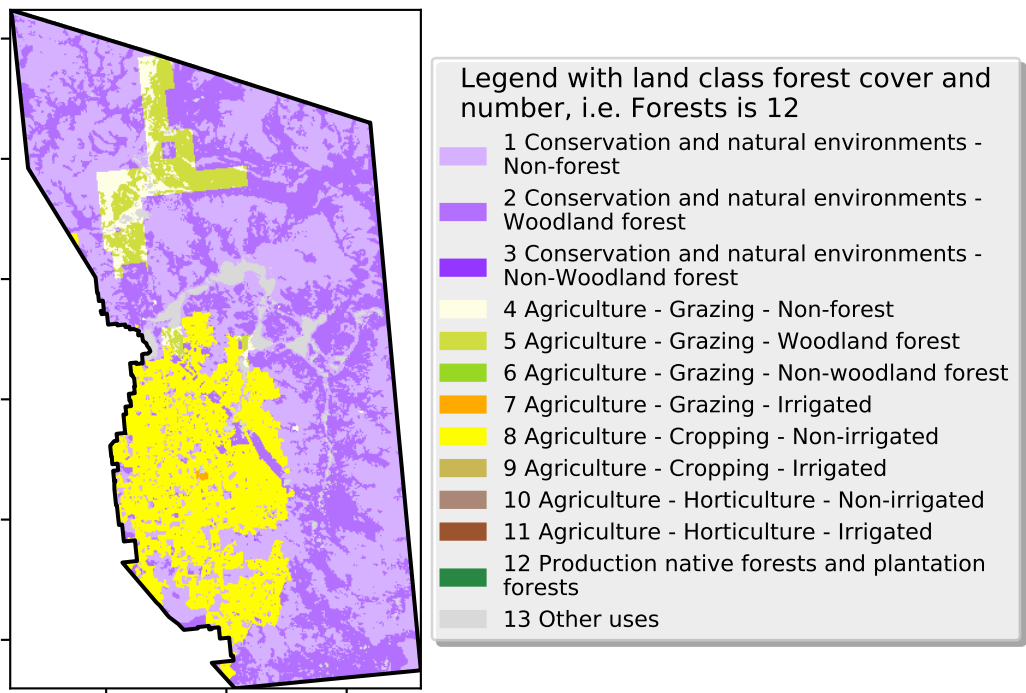 Legend with land class forest cover and
number, i.e. Forests is 12
1 Conservation and natural environments -
Non-forest
2 Conservation and natural environments -
Woodland forest
3 Conservation and natural environments -
Non-Woodland forest
4 Agriculture - Grazing - Non-forest
5 Agriculture - Grazing - Woodland forest
6 Agriculture - Grazing - Non-woodland forest
7 Agriculture - Grazing - Irrigated
8 Agriculture - Cropping - Non-irrigated
9 Agriculture - Cropping - Irrigated
10 Agriculture - Horticulture - Non-irrigated
11 Agriculture - Horticulture - Irrigated
12 Production native forests and plantation
forests
13 Other uses